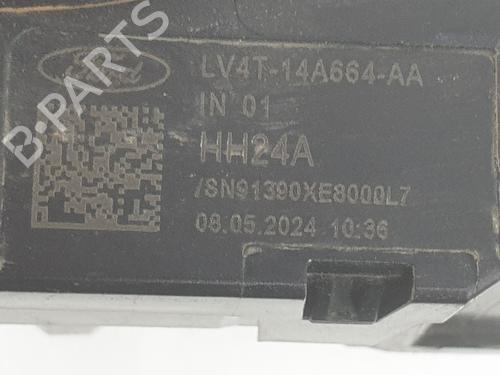 B-PARTS
LV4T-14A664-AA
IN 01
HH24A
/SN91390XE8000L7
08.05.2024 10:36